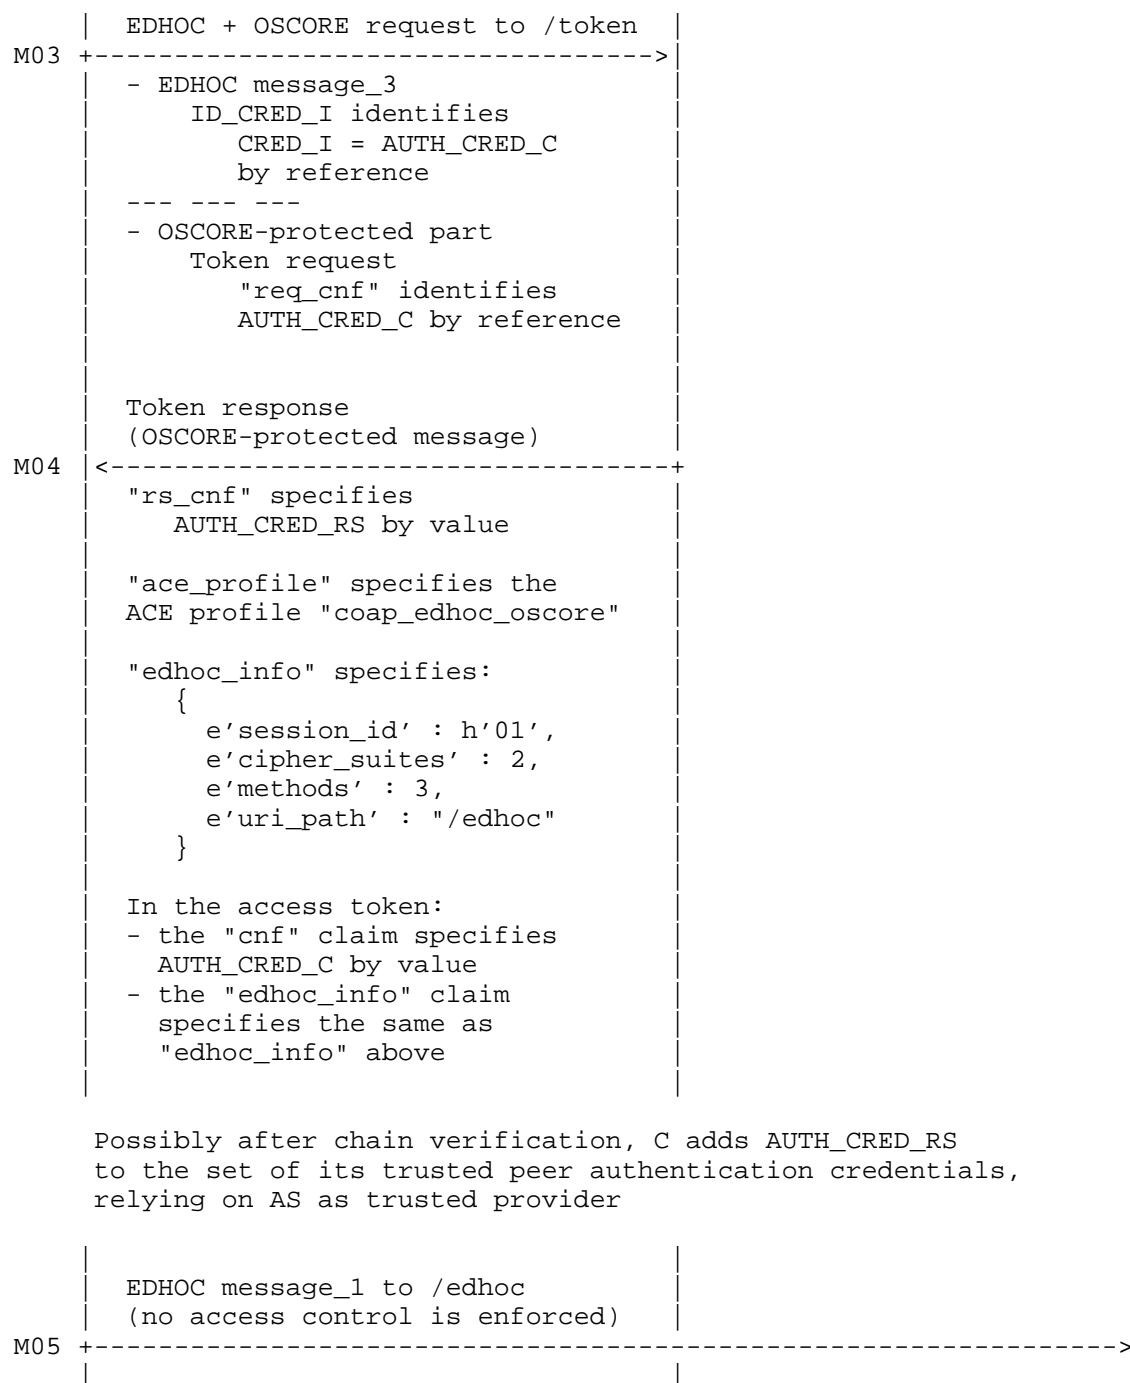 |  EDHOC + OSCORE request to /token  |
M03 +----------------------------------->|
    |  - EDHOC message_3                 |
    |      ID_CRED_I identifies          |
    |         CRED_I = AUTH_CRED_C       |
    |         by reference               |
    |  --- --- ---                       |
    |  - OSCORE-protected part           |
    |      Token request                 |
    |         "req_cnf" identifies       |
    |         AUTH_CRED_C by reference   |
    |                                    |
    |                                    |
    |  Token response                    |
    |  (OSCORE-protected message)        |
M04 |<-----------------------------------+
    |  "rs_cnf" specifies                |
    |     AUTH_CRED_RS by value          |
    |                                    |
    |  "ace_profile" specifies the       |
    |  ACE profile "coap_edhoc_oscore"   |
    |                                    |
    |  "edhoc_info" specifies:           |
    |     {                              |
    |       e’session_id’ : h’01’,       |
    |       e’cipher_suites’ : 2,        |
    |       e’methods’ : 3,              |
    |       e’uri_path’ : "/edhoc"       |
    |     }                              |
    |                                    |
    |  In the access token:              |
    |  - the "cnf" claim specifies       |
    |    AUTH_CRED_C by value            |
    |  - the "edhoc_info" claim          |
    |    specifies the same as           |
    |    "edhoc_info" above              |
    |                                    |
     Possibly after chain verification, C adds AUTH_CRED_RS
     to the set of its trusted peer authentication credentials,
     relying on AS as trusted provider
    |                                    |
    |  EDHOC message_1 to /edhoc         |
    |  (no access control is enforced)   |
M05 +---------------------------------------------------------------->
    |                                    |